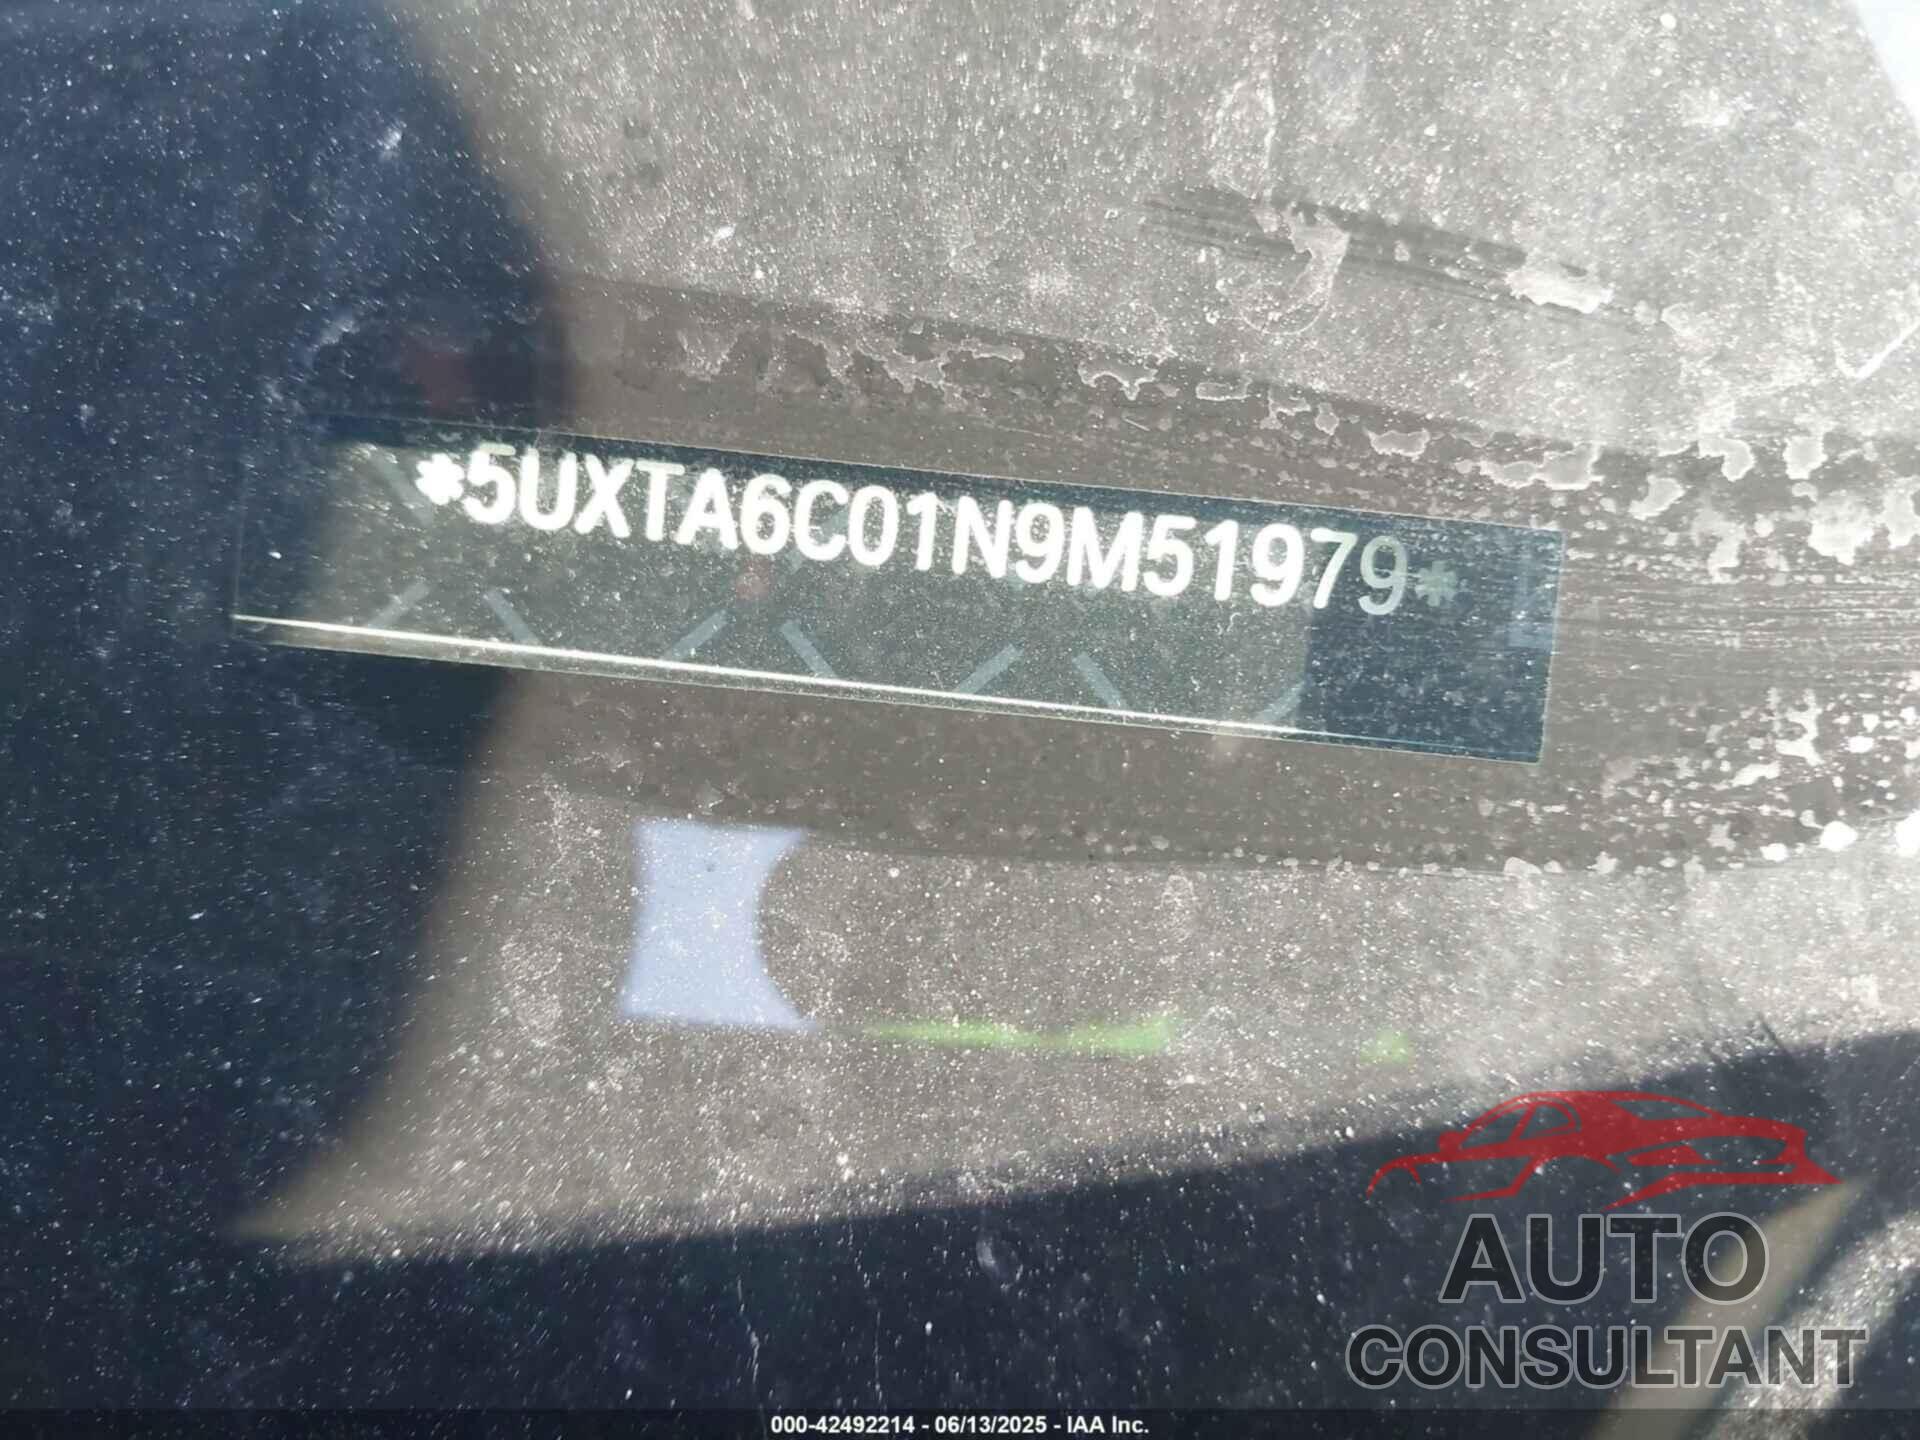 *5UXTA6C01N9M51979*
AUTO
CONSULTANT
000-42492214 - 06/13/2025 - IAA Inc.